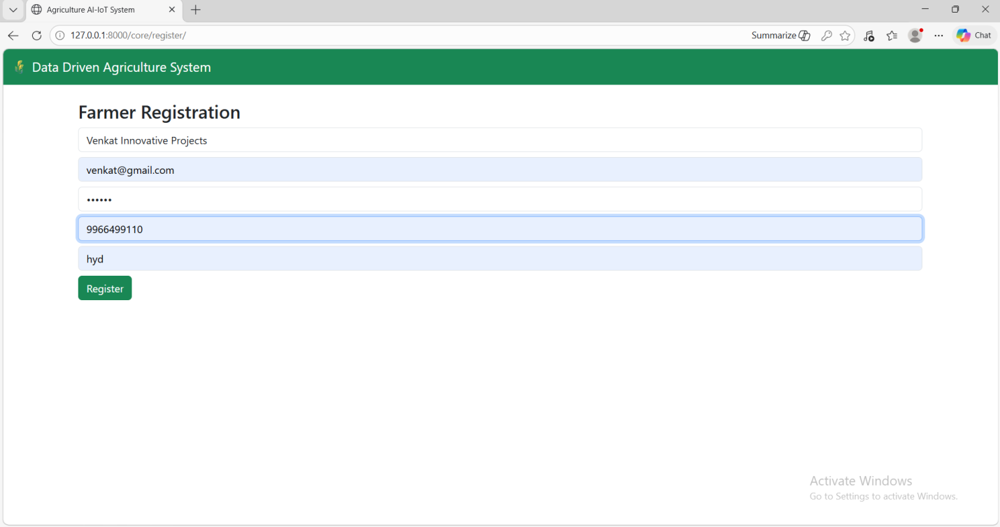 Agriculture AI-IoT System
127.0.0.1:8000/core/register/
Summarize
Chat
Data Driven Agriculture System
Farmer Registration
Venkat Innovative Projects
venkat@gmail.com
••••••
9966499110
hyd
Register
Activate Windows
Go to Settings to activate Windows.